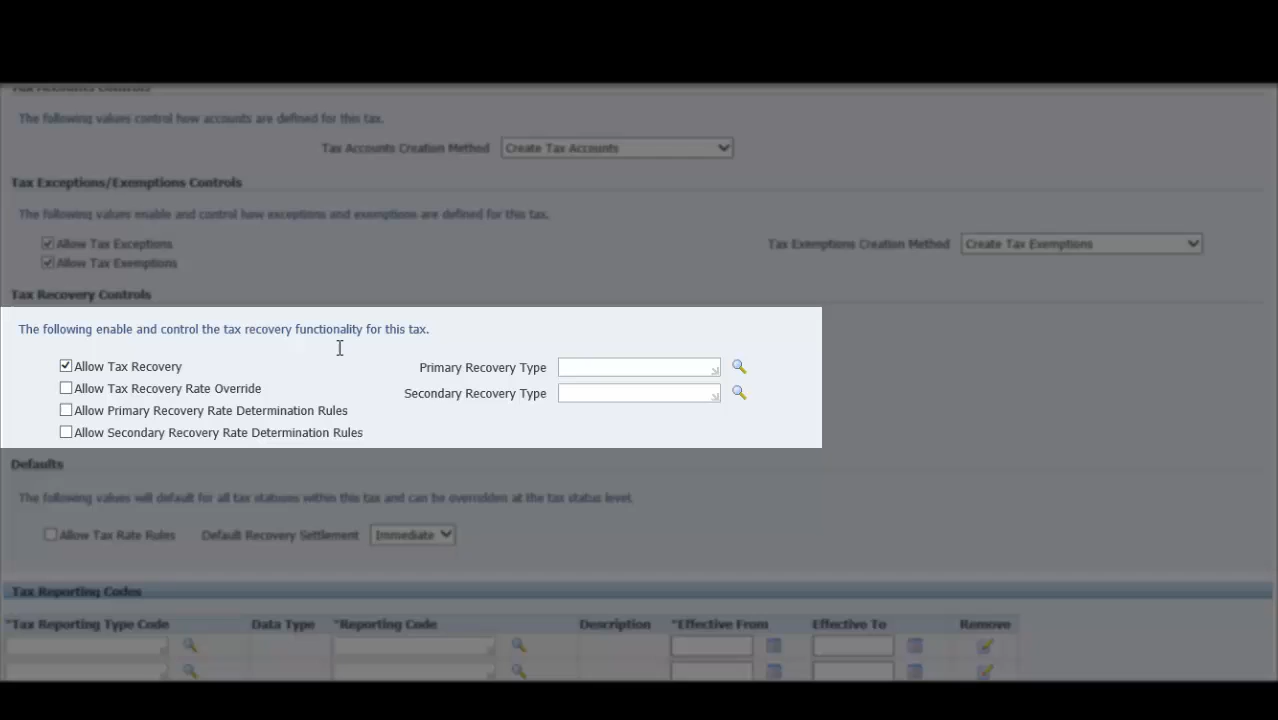 Tax Accounts Controls
The following values control how accounts are defined for this tax.
Tax Accounts Creation Method Create Tax Accounts
Tax Exceptions/Exemptions Controls
The following values enable and control how exceptions and exemptions are defined for this tax.
Allow Tax Exceptions Tax Exemptions Creation Method Create Tax Exemptions
Allow Tax Exemptions
Tax Recovery Controls
The following enable and control the tax recovery functionality for this tax.
Allow Tax Recovery Primary Recovery Type
Allow Tax Recovery Rate Override Secondary Recovery Type
Allow Primary Recovery Rate Determination Rules
Allow Secondary Recovery Rate Determination Rules
Defaults
The following values will default for all tax statuses within this tax and can be overridden at the tax status level.
Allow Tax Rate Rules Default Recovery Settlement Immediate
Tax Reporting Codes
*Tax Reporting Type Code Data Type *Reporting Code Description *Effective From Effective To Remove